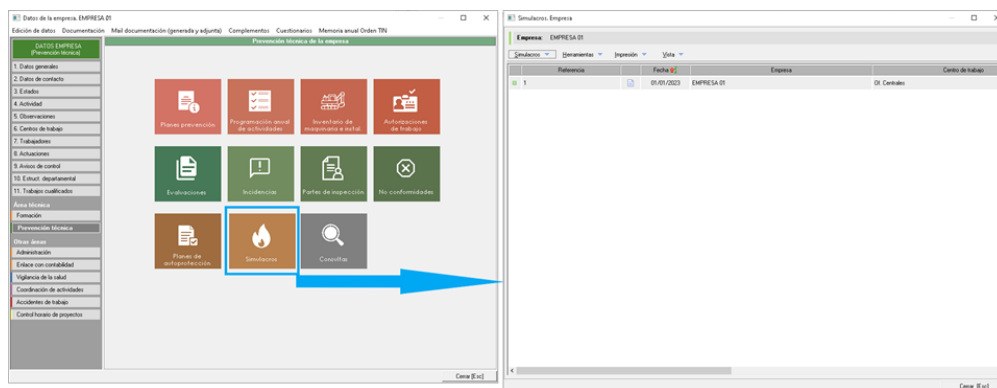 Datos de la empresa. EMPRESA 01
Edición de datos Documentación Mail documentación (generada y adjunta) Complementos Cuestionarios Memoria anual Orden TIN
DATOS EMPRESA
(Prevención técnica)
Prevención técnica de la empresa
1. Datos generales
2. Datos de contacto
3. Estados
4. Actividad
5. Observaciones
6. Centros de trabajo
7. Trabajadores
8. Actuaciones
9. Avisos de control
10. Estruct. departamental
11. Trabajos cualificados
Área técnica
Formación
Prevención técnica
Otras áreas
Administración
Enlace con contabilidad
Vigilancia de la salud
Coordinación de actividades
Accidentes de trabajo
Control horario de proyectos
Planes prevención
Programación anual
de actividades
Inventario de
maquinaria e instal.
Autorizaciones
de trabajo
Evaluaciones
Incidencias
Partes de inspección
No conformidades
Planes de
autoprotección
Simulacros
Consultas
Cerrar [Esc]
Simulacros. Empresa
Empresa: EMPRESA 01
Simulacros Herramientas Impresión Vista
Referencia Fecha Empresa Centro de trabajo
1 01/01/2023 EMPRESA 01 Of. Centrales
Cerrar [Esc]